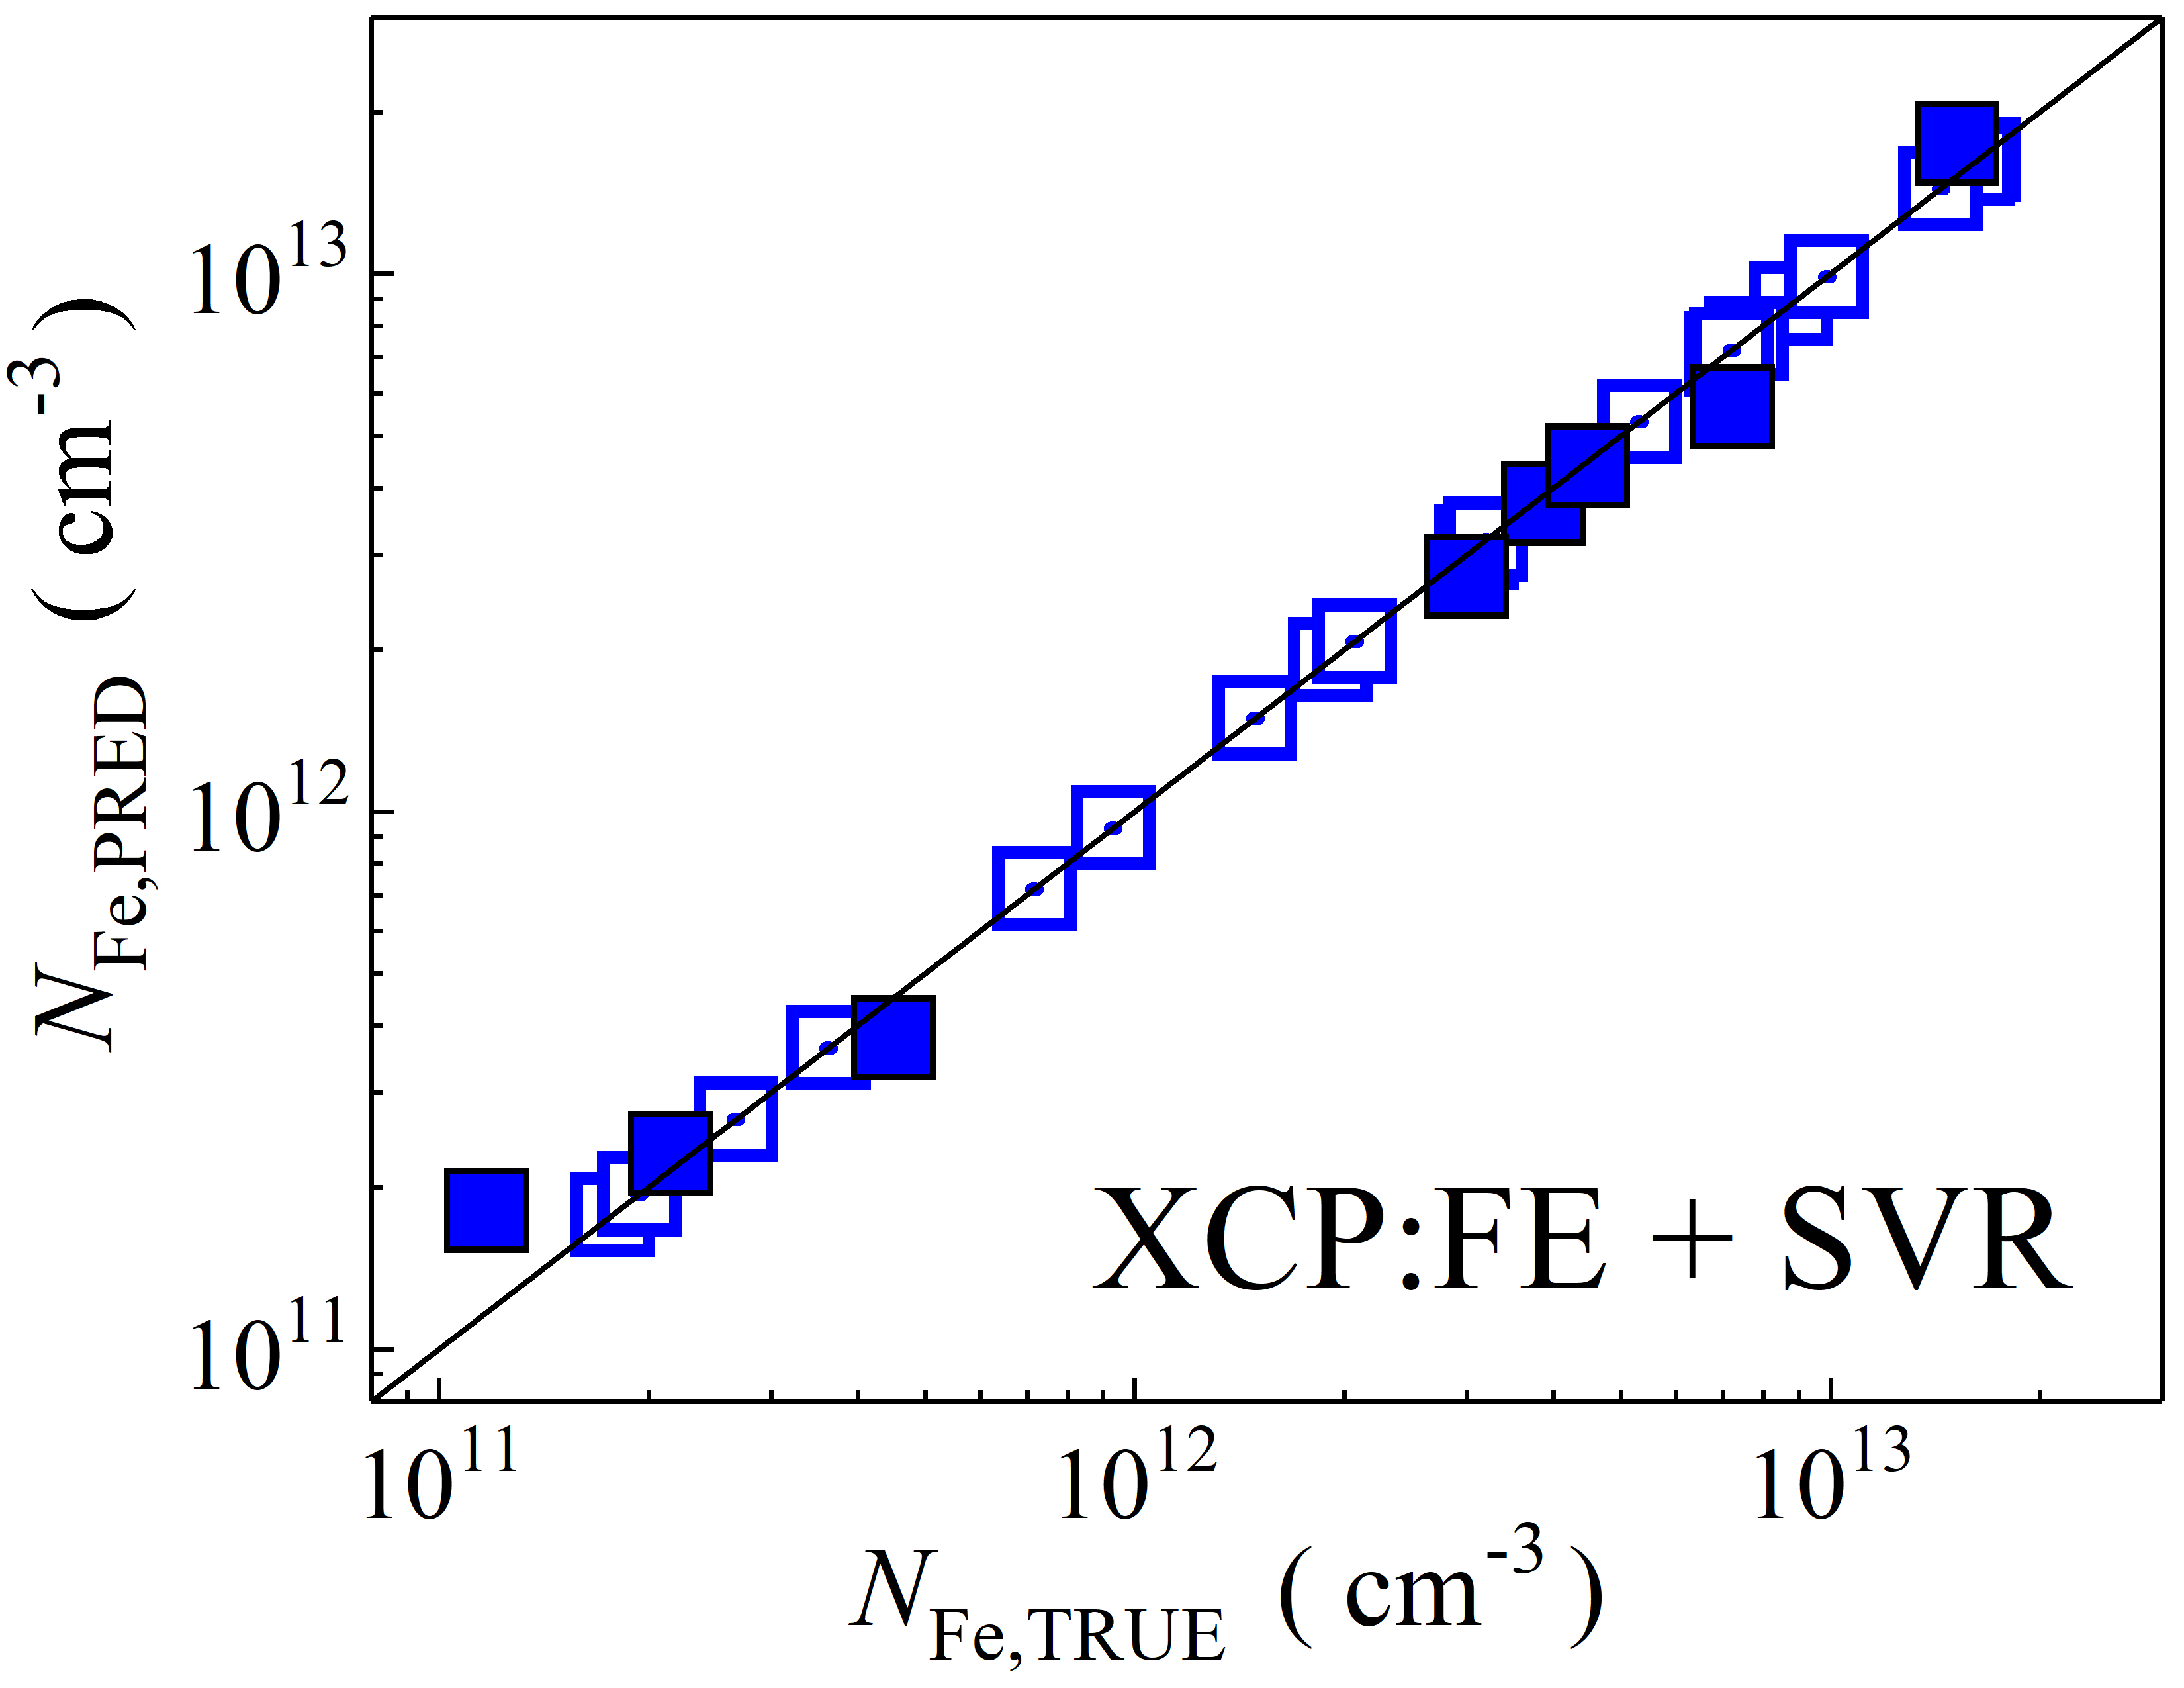 10^13
10^12
10^11
N_Fe,PRED ( cm^-3 )
XCP:FE + SVR
10^11 10^12 10^13
N_Fe,TRUE ( cm^-3 )